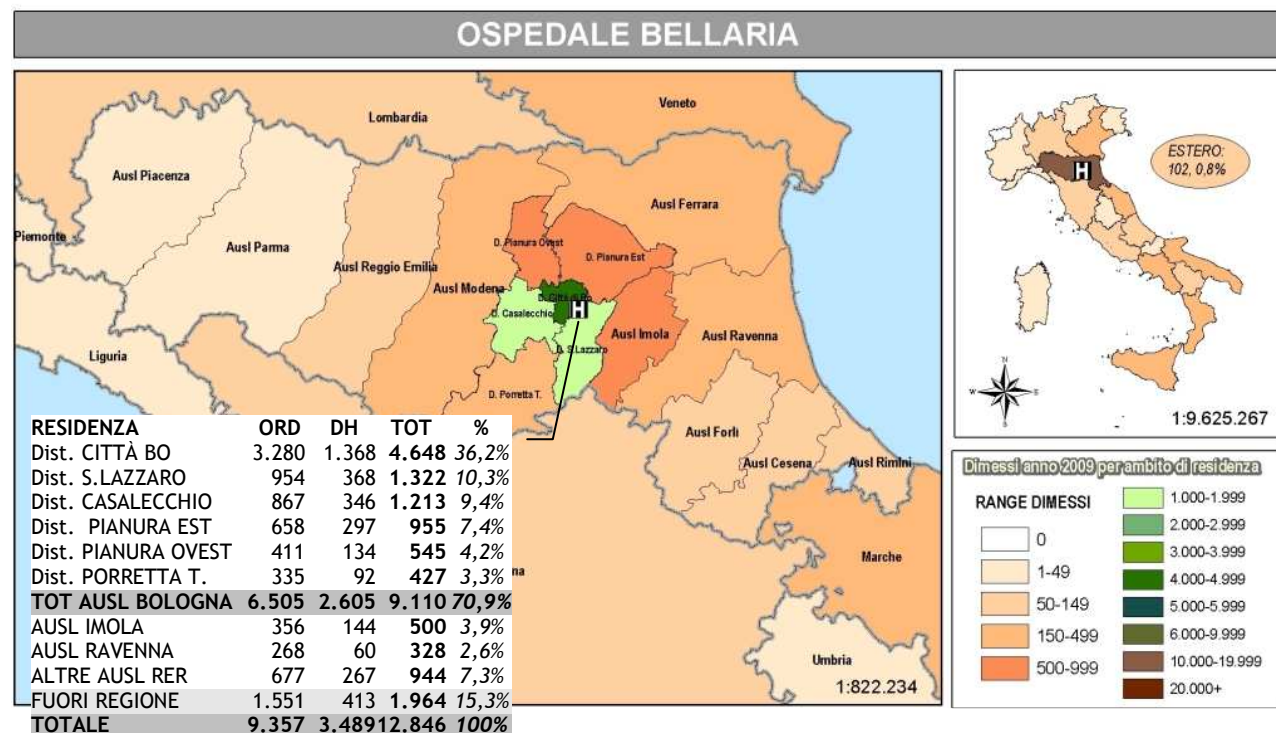 OSPEDALE BELLARIA
Veneto
Lombardia
Ausl Piacenza
Ausl Ferrara
Piemonte
Ausl Parma
D. Pianura Ovest
D. Pianura Est
Ausl Reggio Emilia
Ausl Modena
D. Città di Bo
H
D. Casalecchio
Ausl Imola
Ausl Ravenna
Liguria
D. S.Lazzaro
D. Porretta T.
Ausl Forlì
Ausl Cesena
Ausl Rimini
Marche
na
Umbria
1:822.234
RESIDENZA ORD DH TOT %
Dist. CITTÀ BO 3.280 1.368 4.648 36,2%
Dist. S.LAZZARO 954 368 1.322 10,3%
Dist. CASALECCHIO 867 346 1.213 9,4%
Dist. PIANURA EST 658 297 955 7,4%
Dist. PIANURA OVEST 411 134 545 4,2%
Dist. PORRETTA T. 335 92 427 3,3%
TOT AUSL BOLOGNA 6.505 2.605 9.110 70,9%
AUSL IMOLA 356 144 500 3,9%
AUSL RAVENNA 268 60 328 2,6%
ALTRE AUSL RER 677 267 944 7,3%
FUORI REGIONE 1.551 413 1.964 15,3%
TOTALE 9.357 3.489 12.846 100%
H
ESTERO:
102, 0,8%
N
W E
S
1:9.625.267
Dimessi anno 2009 per ambito di residenza
RANGE DIMESSI
0
1-49
50-149
150-499
500-999
1.000-1.999
2.000-2.999
3.000-3.999
4.000-4.999
5.000-5.999
6.000-9.999
10.000-19.999
20.000+